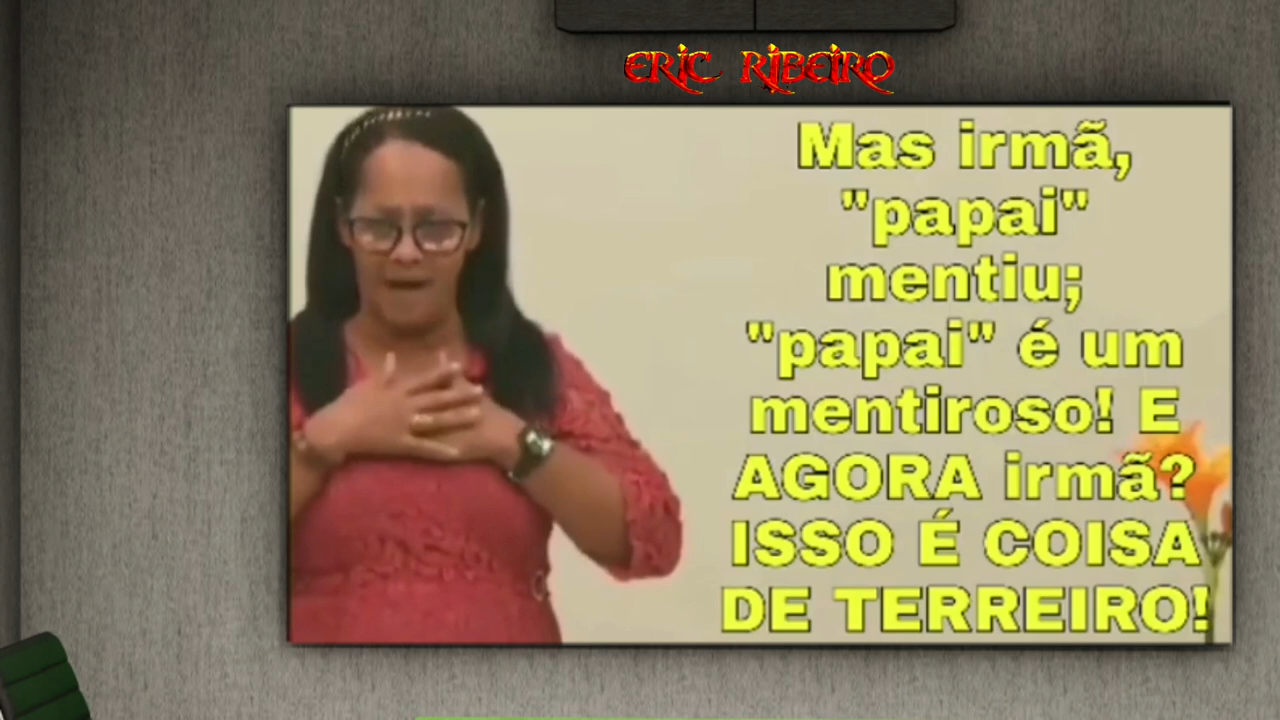 ERIC RIBEIRO
Mas irmã,
"papai"
mentiu;
"papai" é um
mentiroso! E
AGORA irmã?
ISSO É COISA
DE TERREIRO!